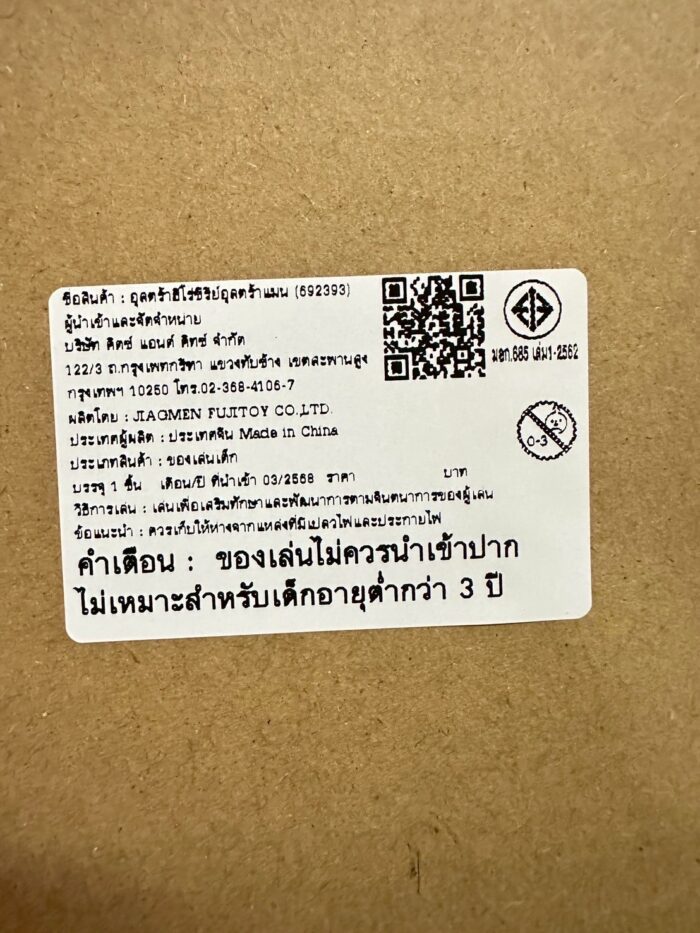 ชื่อสินค้า : อุลตร้าฮีโร่ซีรีย์อุลตร้าแมน (692393)
ผู้นำเข้าและจัดจำหน่าย
บริษัท คิตซ์ แอนด์ คิทซ์ จำกัด
122/3 ถ.กรุงเทพกรีฑา แขวงทับช้าง เขตสะพานสูง
กรุงเทพฯ 10250 โทร.02-368-4106-7
ผลิตโดย : JIAGMEN FUJITOY CO.,LTD.
ประเทศผู้ผลิต : ประเทศจีน Made in China
ประเภทสินค้า : ของเล่นเด็ก
บรรจุ 1 ชิ้น เดือน/ปี ที่นำเข้า 03/2568 ราคา บาท
วิธีการเล่น : เล่นเพื่อเสริมทักษาและพัฒนาการตามจินตนาการของผู้เล่น
ข้อแนะนำ : ควรเก็บให้ห่างจากแหล่งที่มีเปลวไฟและประกายไฟ
คำเตือน : ของเล่นไม่ควรนำเข้าปาก
ไม่เหมาะสำหรับเด็กอายุต่ำกว่า 3 ปี
มอก.685 เล่ม1-2562
0-3